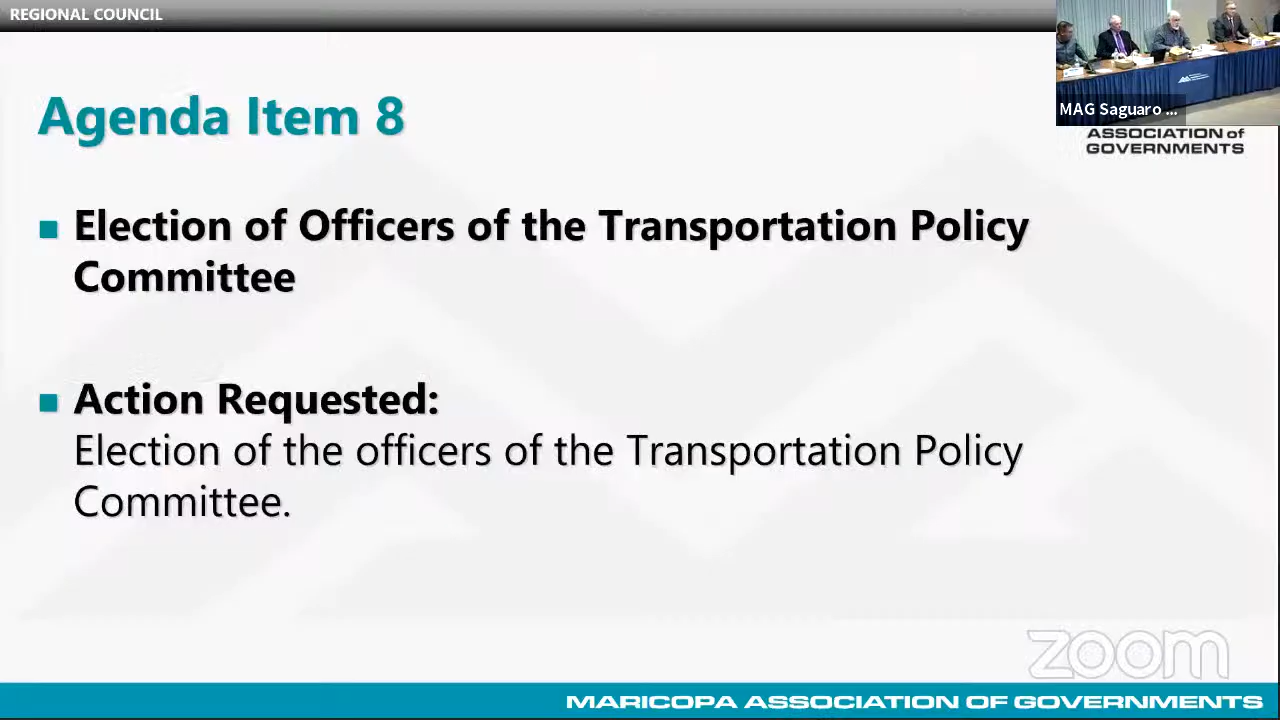 REGIONAL COUNCIL
MAG Saguaro ...
ASSOCIATION of
GOVERNMENTS
Agenda Item 8
Election of Officers of the Transportation Policy
Committee
Action Requested:
Election of the officers of the Transportation Policy
Committee.
zoom
MARICOPA ASSOCIATION OF GOVERNMENTS